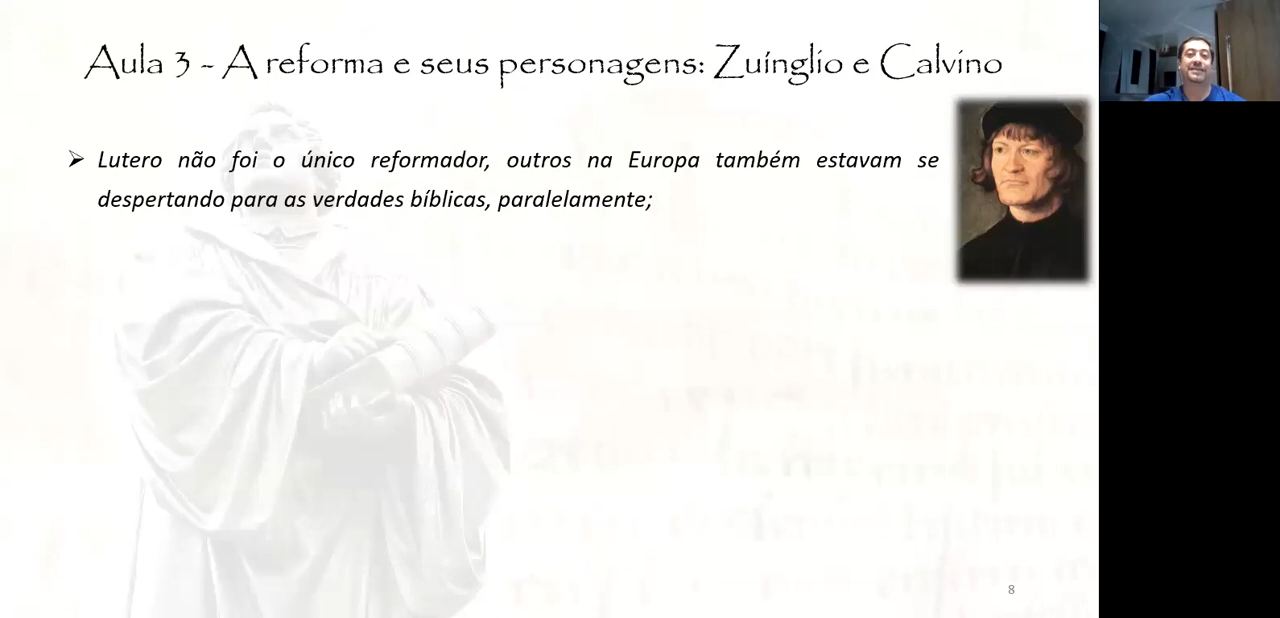 Aula 3 - A reforma e seus personagens: Zuínglio e Calvino
➢ Lutero não foi o único reformador, outros na Europa também estavam se
despertando para as verdades bíblicas, paralelamente;
8